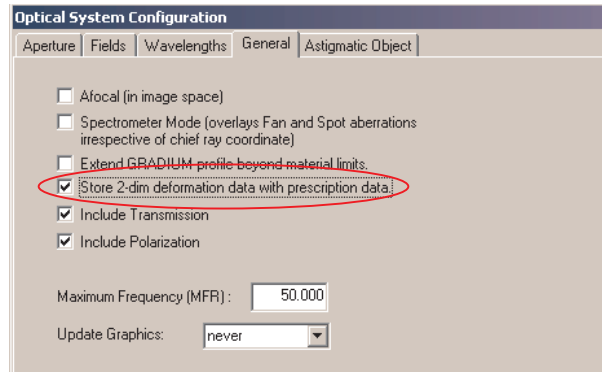 Optical System Configuration
Aperture Fields Wavelengths General Astigmatic Object
Afocal (in image space)
Spectrometer Mode (overlays Fan and Spot aberrations
irrespective of chief ray coordinate)
Extend GRADIUM profile beyond material limits.
Store 2-dim deformation data with prescription data.
Include Transmission
Include Polarization
Maximum Frequency (MFR) : 50.000
Update Graphics: never